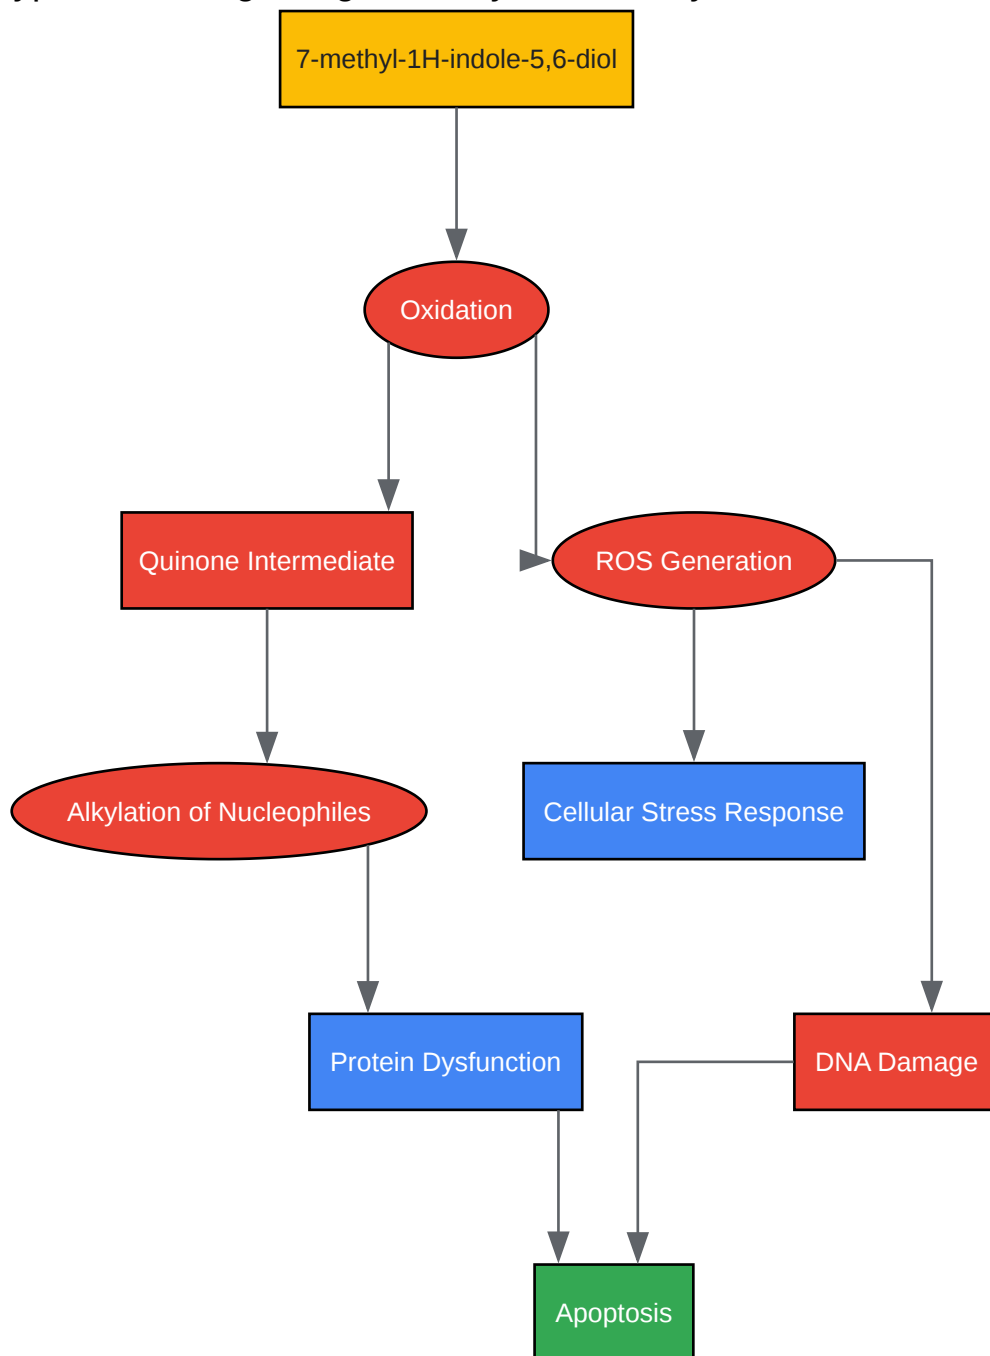 7-methyl-1H-indole-5,6-diol
Oxidation
Quinone Intermediate
ROS Generation
Alkylation of Nucleophiles
Cellular Stress Response
Protein Dysfunction
DNA Damage
Apoptosis